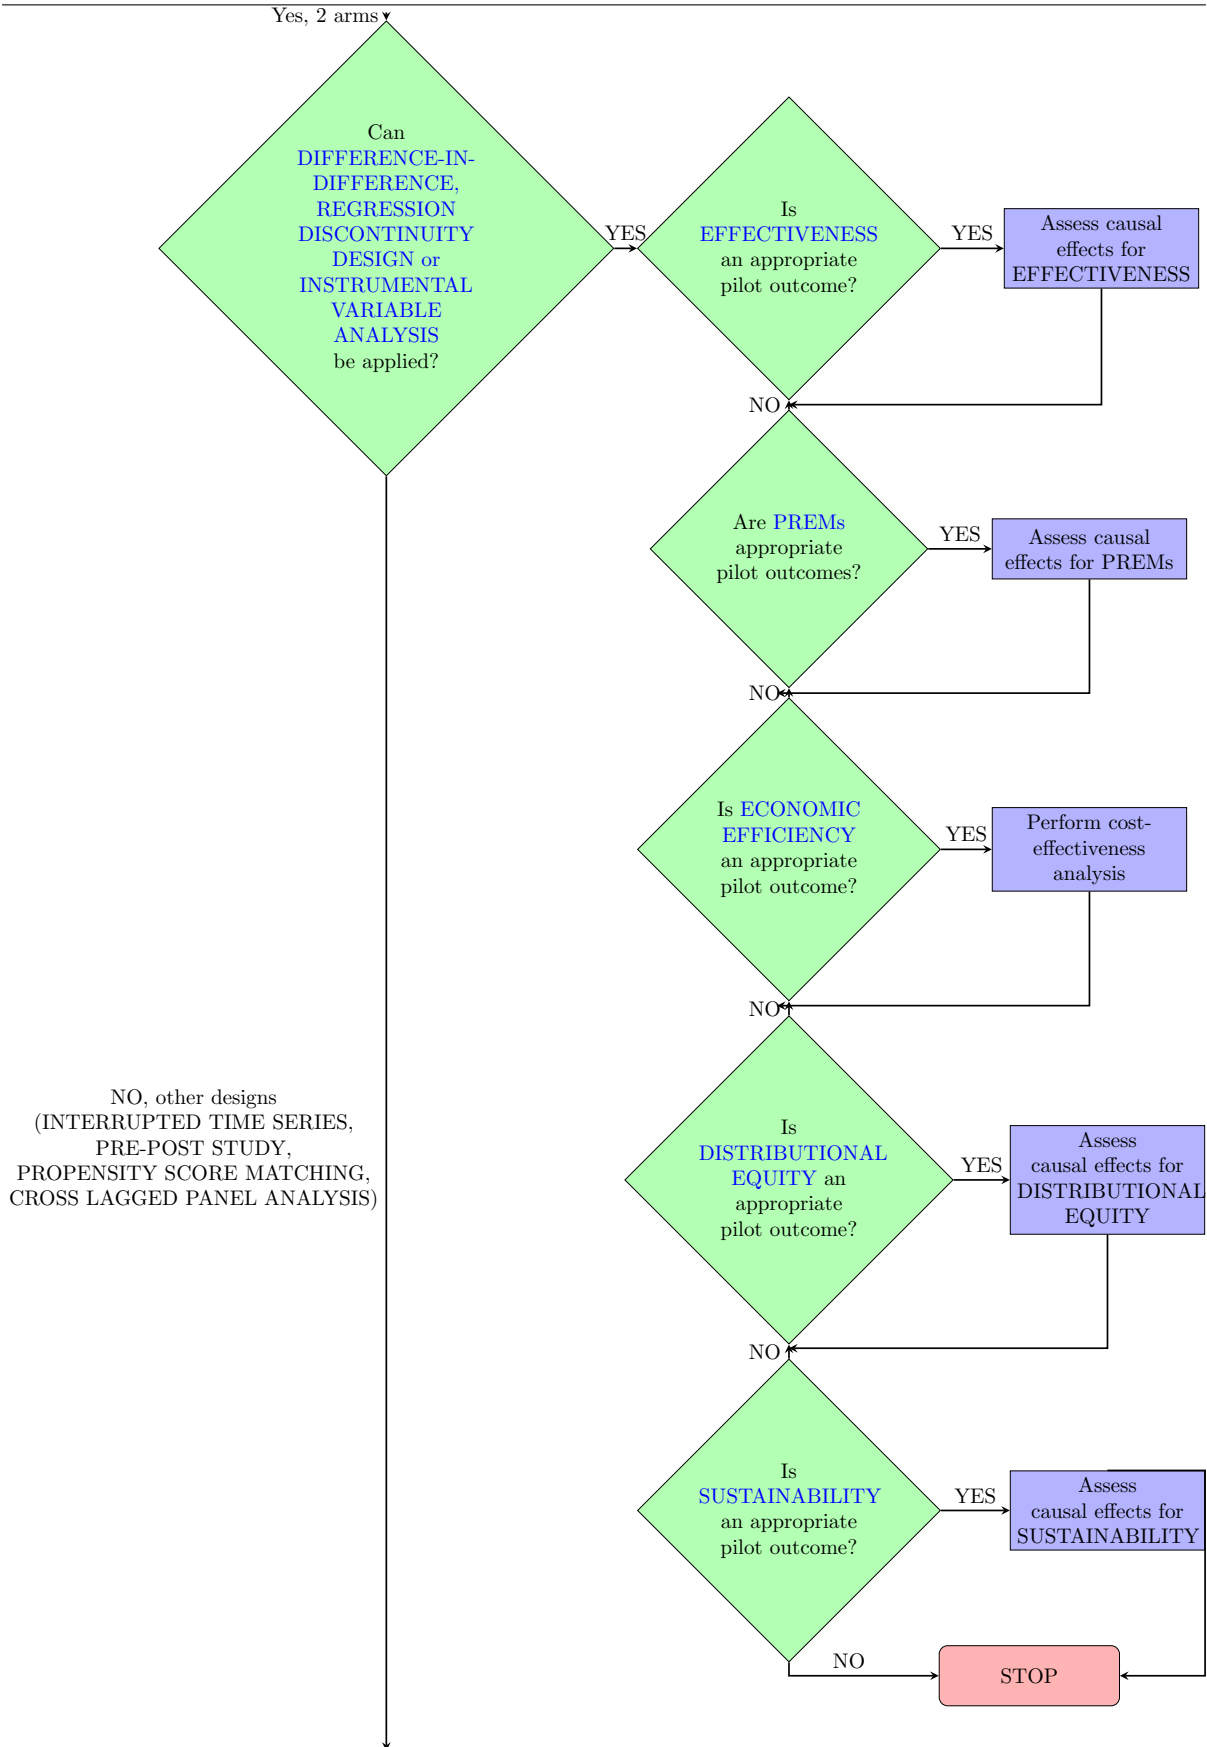 Yes, 2 arms
Can
DIFFERENCE-IN-
DIFFERENCE,
REGRESSION
DISCONTINUITY
DESIGN or
INSTRUMENTAL
VARIABLE
ANALYSIS
be applied?
YES
Is
EFFECTIVENESS
an appropriate
pilot outcome?
YES
Assess causal
effects for
EFFECTIVENESS
NO
Are PREMs
appropriate
pilot outcomes?
YES
Assess causal
effects for PREMs
NO
Is ECONOMIC
EFFICIENCY
an appropriate
pilot outcome?
YES
Perform cost-
effectiveness
analysis
NO
NO, other designs
(INTERRUPTED TIME SERIES,
PRE-POST STUDY,
PROPENSITY SCORE MATCHING,
CROSS LAGGED PANEL ANALYSIS)
Is
DISTRIBUTIONAL
EQUITY an
appropriate
pilot outcome?
YES
Assess
causal effects for
DISTRIBUTIONAL
EQUITY
NO
Is
SUSTAINABILITY
an appropriate
pilot outcome?
YES
Assess
causal effects for
SUSTAINABILITY
NO
STOP